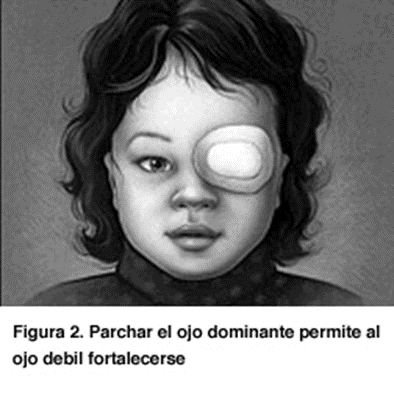 Figura 2. Parchar el ojo dominante permite al
ojo debil fortalecerse